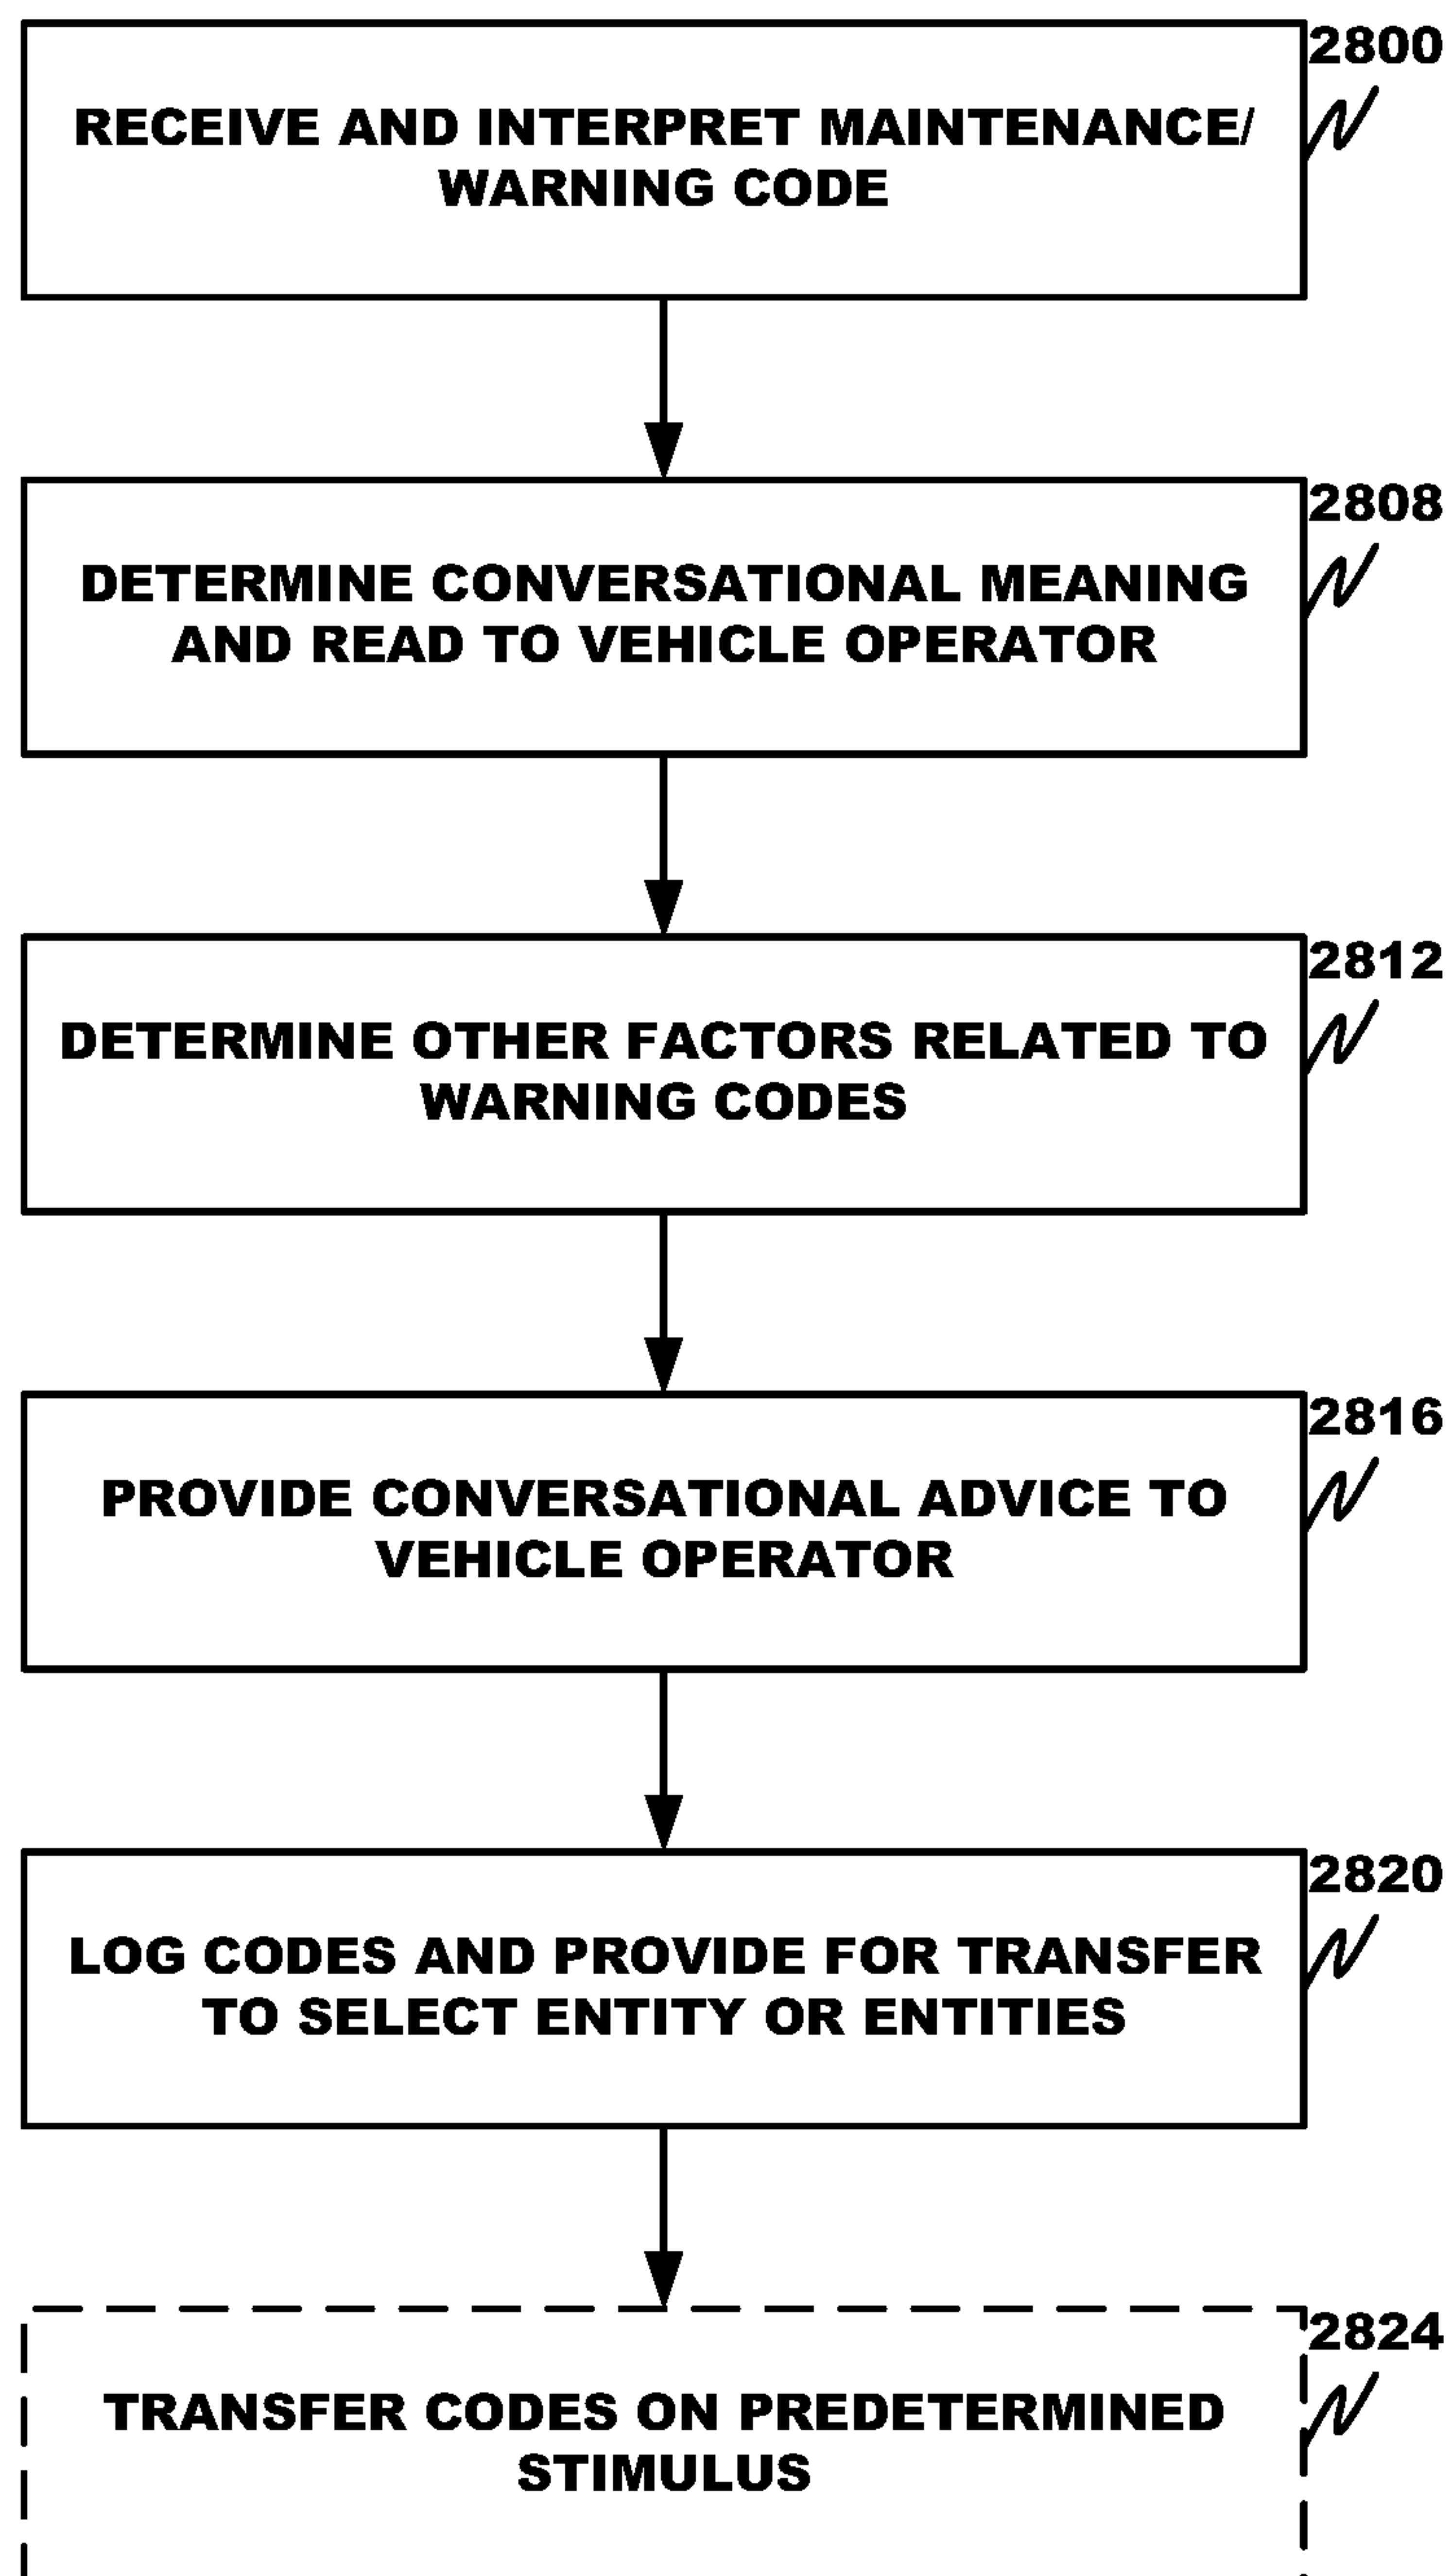 2800
RECEIVE AND INTERPRET MAINTENANCE/
WARNING CODE
2808
DETERMINE CONVERSATIONAL MEANING
AND READ TO VEHICLE OPERATOR
2812
DETERMINE OTHER FACTORS RELATED TO
WARNING CODES
2816
PROVIDE CONVERSATIONAL ADVICE TO
VEHICLE OPERATOR
2820
LOG CODES AND PROVIDE FOR TRANSFER
TO SELECT ENTITY OR ENTITIES
2824
TRANSFER CODES ON PREDETERMINED
STIMULUS